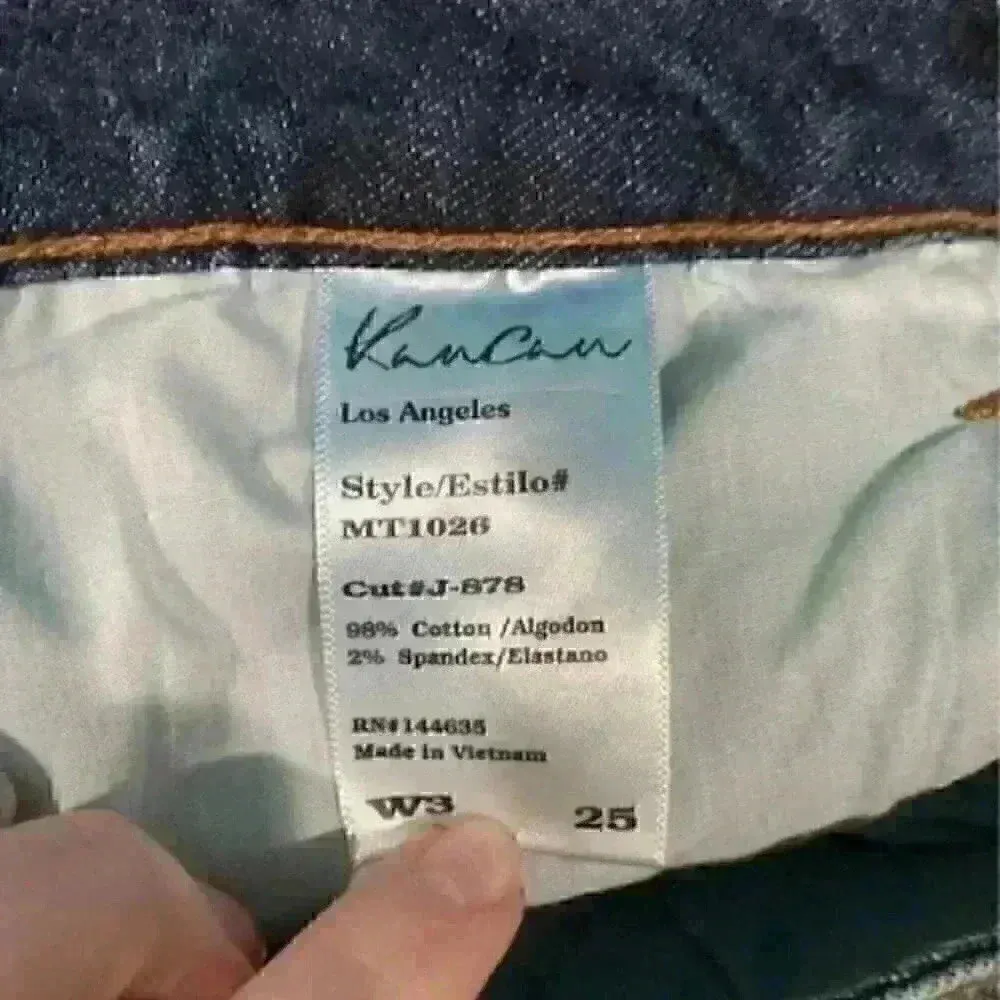 KanCan
Los Angeles
Style/Estilo#
MT1026
Cut#J-878
98% Cotton /Algodon
2% Spandex/Elastano
RN#144635
Made in Vietnam
W3 25